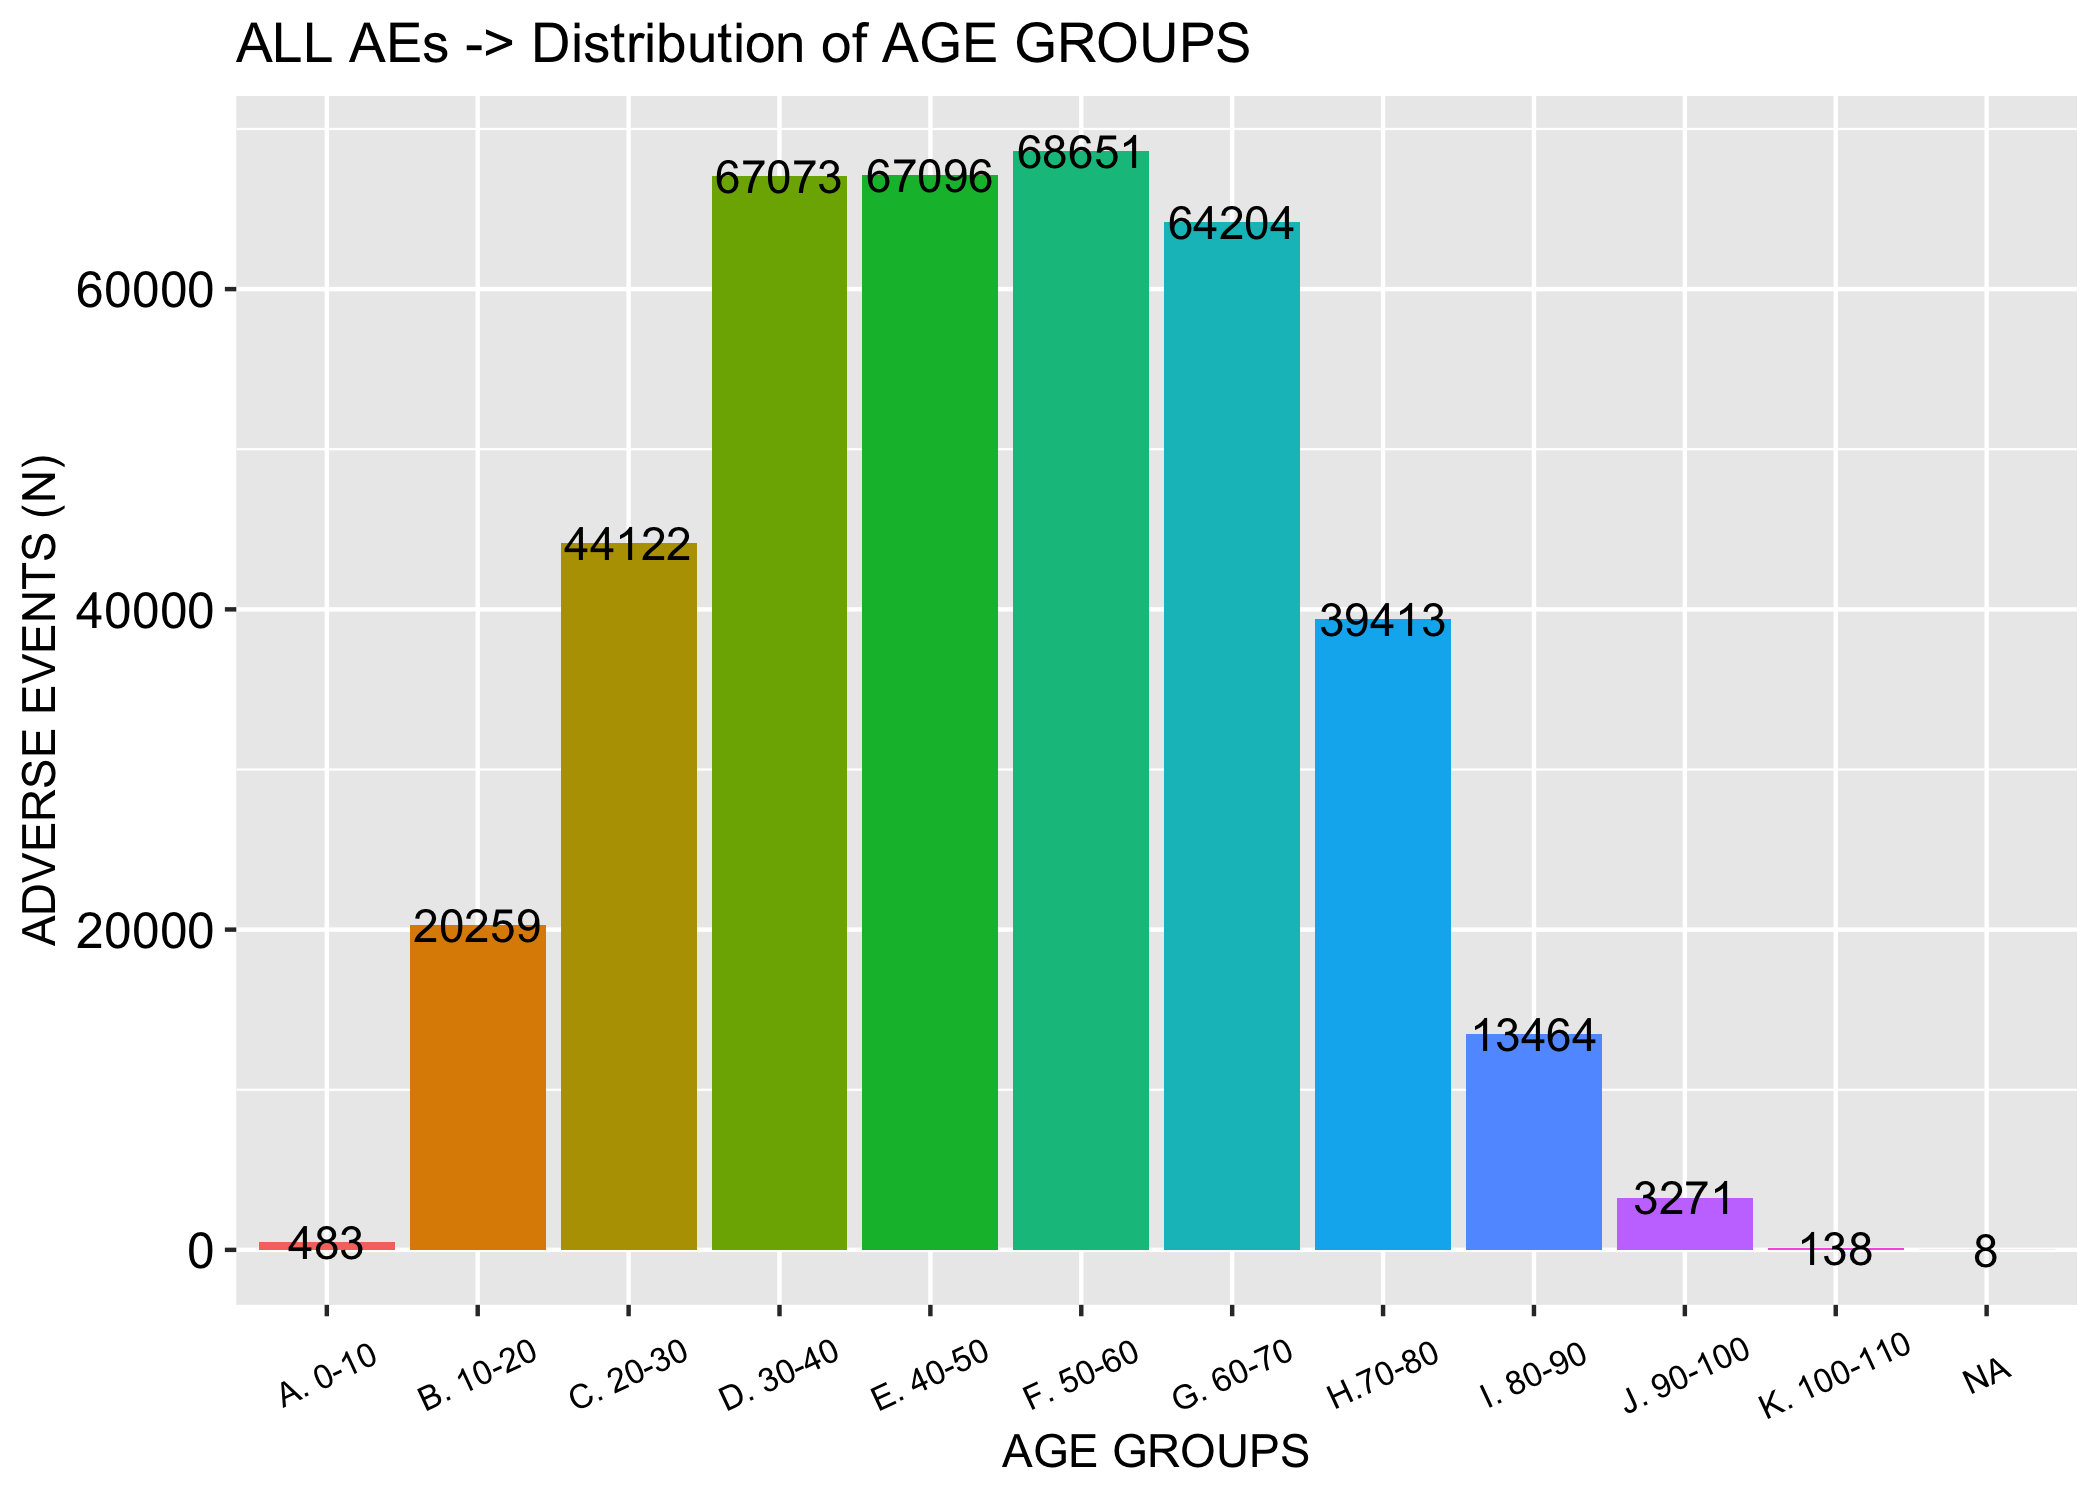 ALL AEs -> Distribution of AGE GROUPS
ADVERSE EVENTS (N)
60000
40000
20000
0
483
20259
44122
67073
67096
68651
64204
39413
13464
3271
138
8
A. 0-10
B. 10-20
C. 20-30
D. 30-40
E. 40-50
F. 50-60
G. 60-70
H.70-80
I. 80-90
J. 90-100
K. 100-110
NA
AGE GROUPS